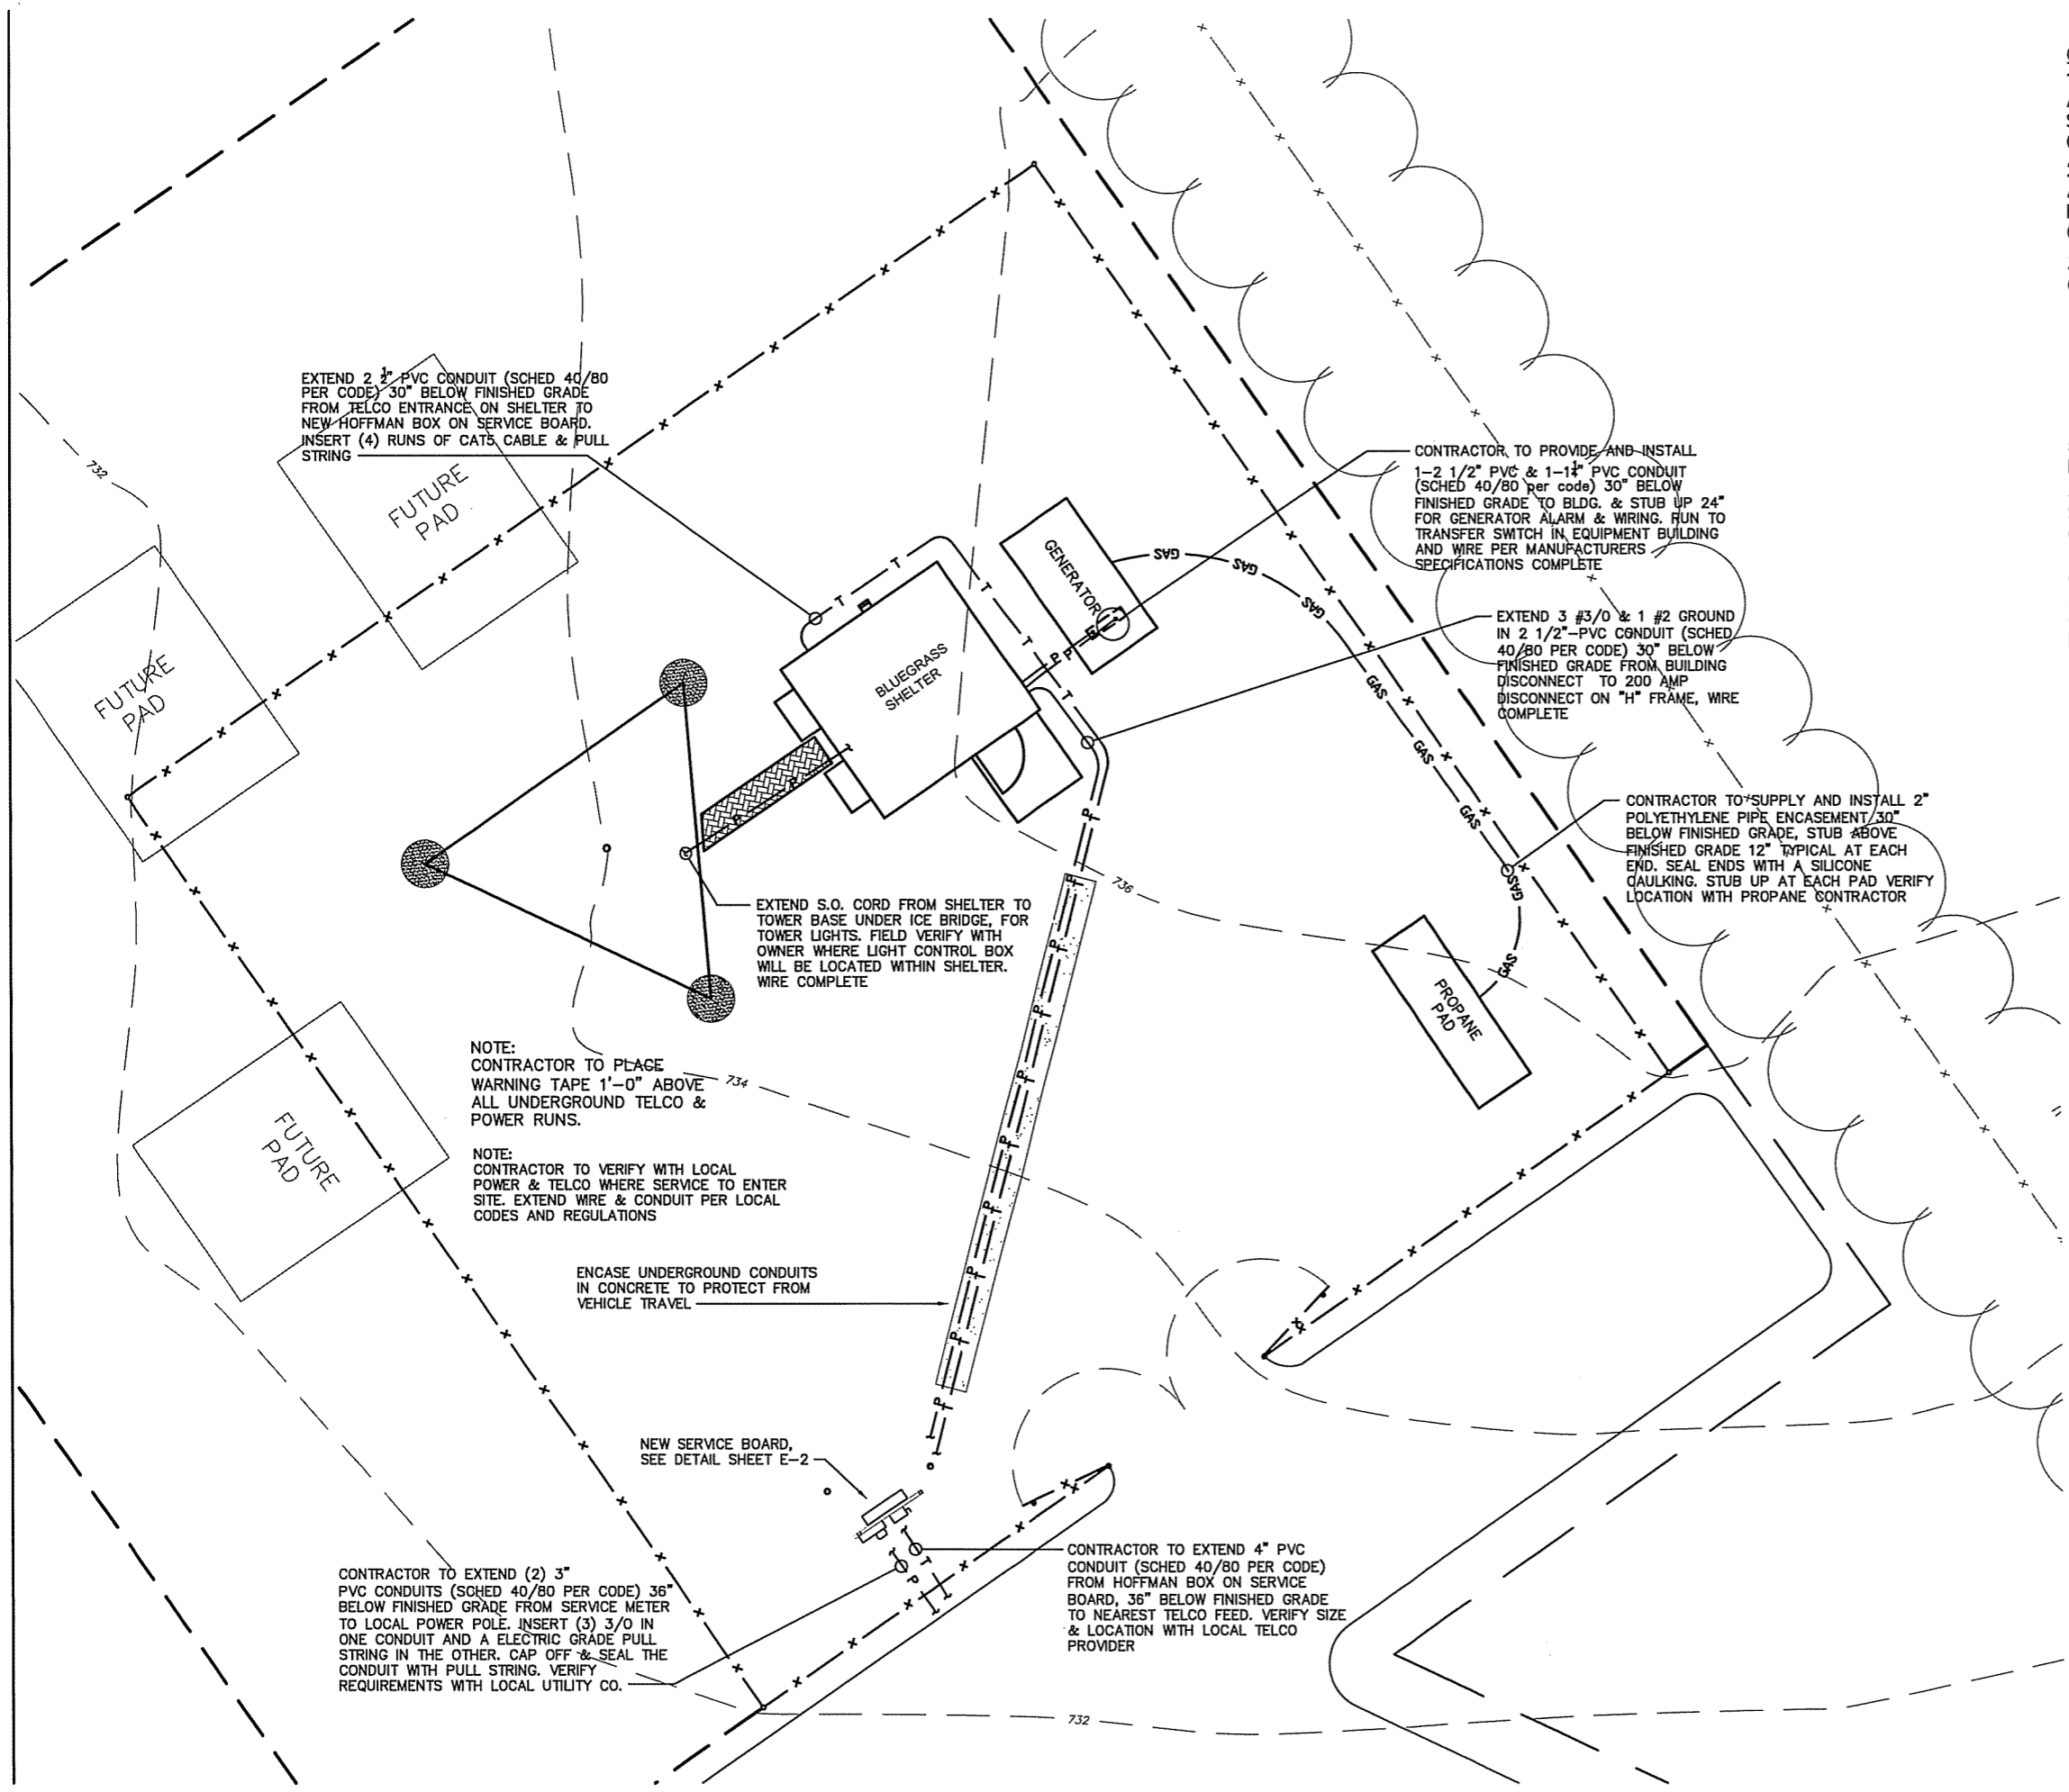 EXTEND 2 ½" PVC CONDUIT (SCHED 40/80
PER CODE) 30" BELOW FINISHED GRADE
FROM TELCO ENTRANCE ON SHELTER TO
NEW HOFFMAN BOX ON SERVICE BOARD.
INSERT (4) RUNS OF CAT5 CABLE & PULL
STRING
732
FUTURE
PAD
FUTURE
PAD
FUTURE
PAD
BLUEGRASS
SHELTER
GENERATOR
GAS
GAS
GAS
GAS
GAS
GAS
GAS
GAS
CONTRACTOR TO PROVIDE AND INSTALL
1-2 1/2" PVC & 1-1¼" PVC CONDUIT
(SCHED 40/80 per code) 30" BELOW
FINISHED GRADE TO BLDG. & STUB UP 24"
FOR GENERATOR ALARM & WIRING. RUN TO
TRANSFER SWITCH IN EQUIPMENT BUILDING
AND WIRE PER MANUFACTURERS
SPECIFICATIONS COMPLETE
EXTEND 3 #3/0 & 1 #2 GROUND
IN 2 1/2"-PVC CONDUIT (SCHED
40/80 PER CODE) 30" BELOW
FINISHED GRADE FROM BUILDING
DISCONNECT TO 200 AMP
DISCONNECT ON "H" FRAME, WIRE
COMPLETE
CONTRACTOR TO SUPPLY AND INSTALL 2"
POLYETHYLENE PIPE ENCASEMENT 30"
BELOW FINISHED GRADE, STUB ABOVE
FINISHED GRADE 12" TYPICAL AT EACH
END. SEAL ENDS WITH A SILICONE
CAULKING. STUB UP AT EACH PAD VERIFY
LOCATION WITH PROPANE CONTRACTOR
736
EXTEND S.O. CORD FROM SHELTER TO
TOWER BASE UNDER ICE BRIDGE, FOR
TOWER LIGHTS. FIELD VERIFY WITH
OWNER WHERE LIGHT CONTROL BOX
WILL BE LOCATED WITHIN SHELTER.
WIRE COMPLETE
PROPANE
PAD
NOTE:
CONTRACTOR TO PLACE
WARNING TAPE 1'-0" ABOVE
ALL UNDERGROUND TELCO &
POWER RUNS.
734
NOTE:
CONTRACTOR TO VERIFY WITH LOCAL
POWER & TELCO WHERE SERVICE TO ENTER
SITE. EXTEND WIRE & CONDUIT PER LOCAL
CODES AND REGULATIONS
ENCASE UNDERGROUND CONDUITS
IN CONCRETE TO PROTECT FROM
VEHICLE TRAVEL
NEW SERVICE BOARD,
SEE DETAIL SHEET E-2
CONTRACTOR TO EXTEND (2) 3"
PVC CONDUITS (SCHED 40/80 PER CODE) 36"
BELOW FINISHED GRADE FROM SERVICE METER
TO LOCAL POWER POLE. INSERT (3) 3/0 IN
ONE CONDUIT AND A ELECTRIC GRADE PULL
STRING IN THE OTHER. CAP OFF & SEAL THE
CONDUIT WITH PULL STRING. VERIFY
REQUIREMENTS WITH LOCAL UTILITY CO.
CONTRACTOR TO EXTEND 4" PVC
CONDUIT (SCHED 40/80 PER CODE)
FROM HOFFMAN BOX ON SERVICE
BOARD, 36" BELOW FINISHED GRADE
TO NEAREST TELCO FEED. VERIFY SIZE
& LOCATION WITH LOCAL TELCO
PROVIDER
732